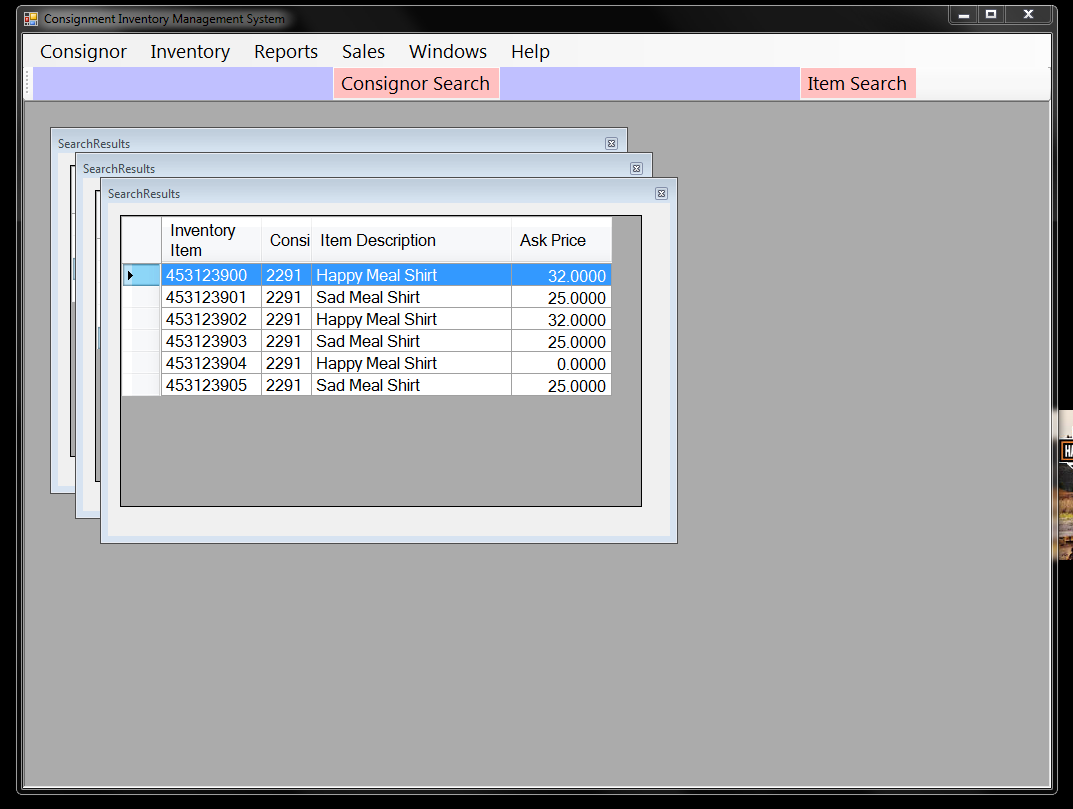 Consignment Inventory Management System
Consignor Inventory Reports Sales Windows Help
Consignor Search Item Search
SearchResults
SearchResults
SearchResults
Inventory Item Consi Item Description Ask Price
453123900 2291 Happy Meal Shirt 32.0000
453123901 2291 Sad Meal Shirt 25.0000
453123902 2291 Happy Meal Shirt 32.0000
453123903 2291 Sad Meal Shirt 25.0000
453123904 2291 Happy Meal Shirt 0.0000
453123905 2291 Sad Meal Shirt 25.0000